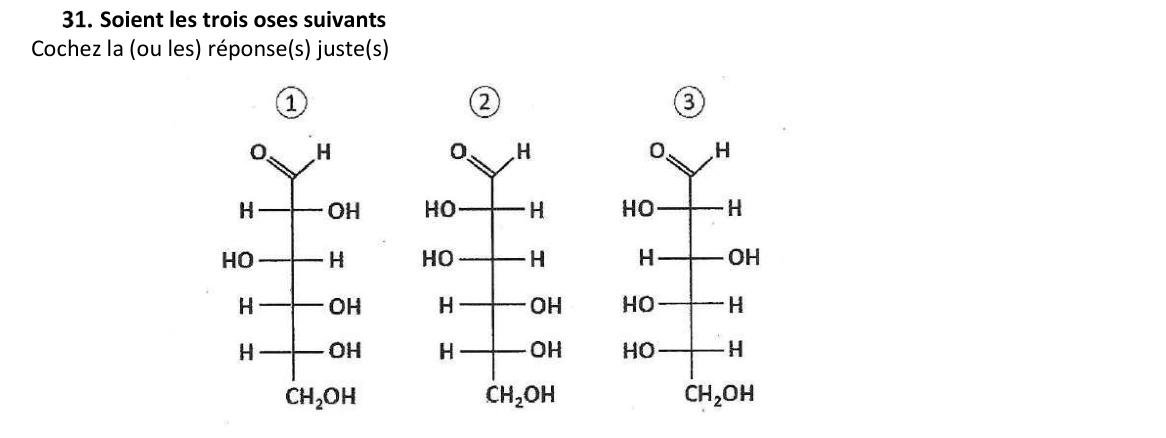 31. Soient les trois oses suivants
Cochez la (ou les) réponse(s) juste(s)
1 2 3
O H O H O H
H OH HO H HO H
HO H HO H H OH
H OH H OH HO H
H OH H OH HO H
CH₂OH CH₂OH CH₂OH